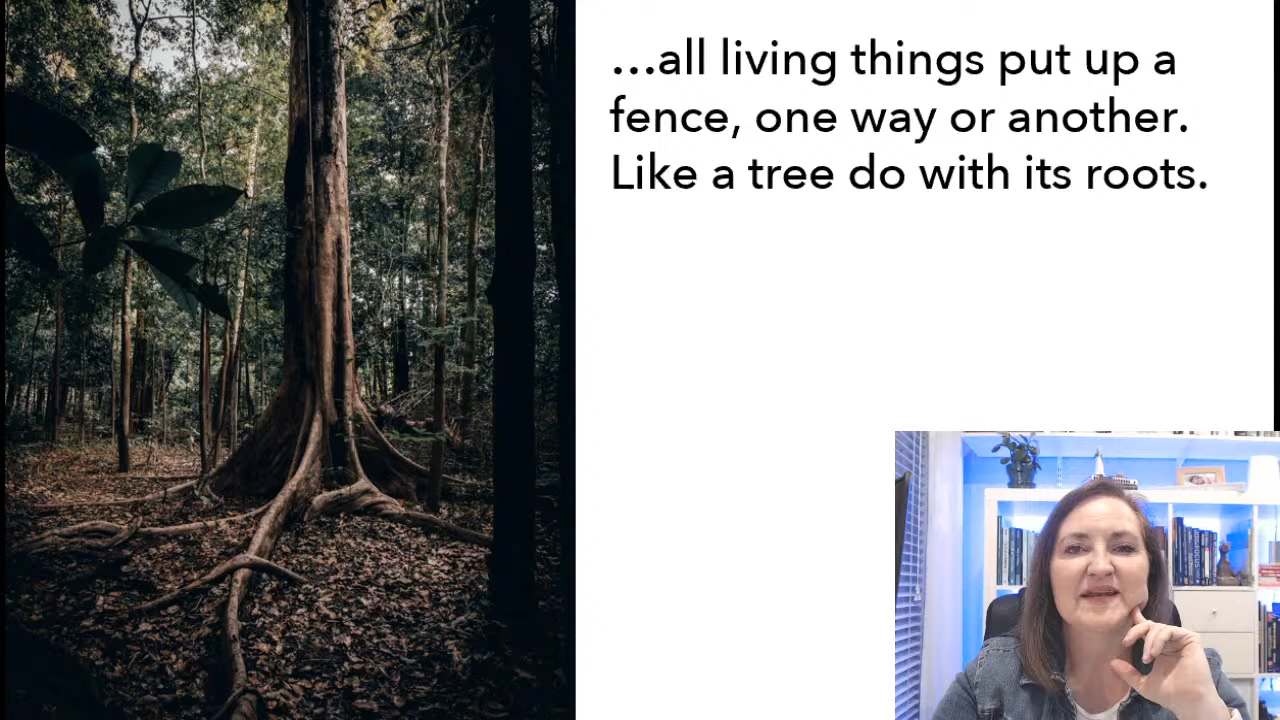 ...all living things put up a
fence, one way or another.
Like a tree do with its roots.